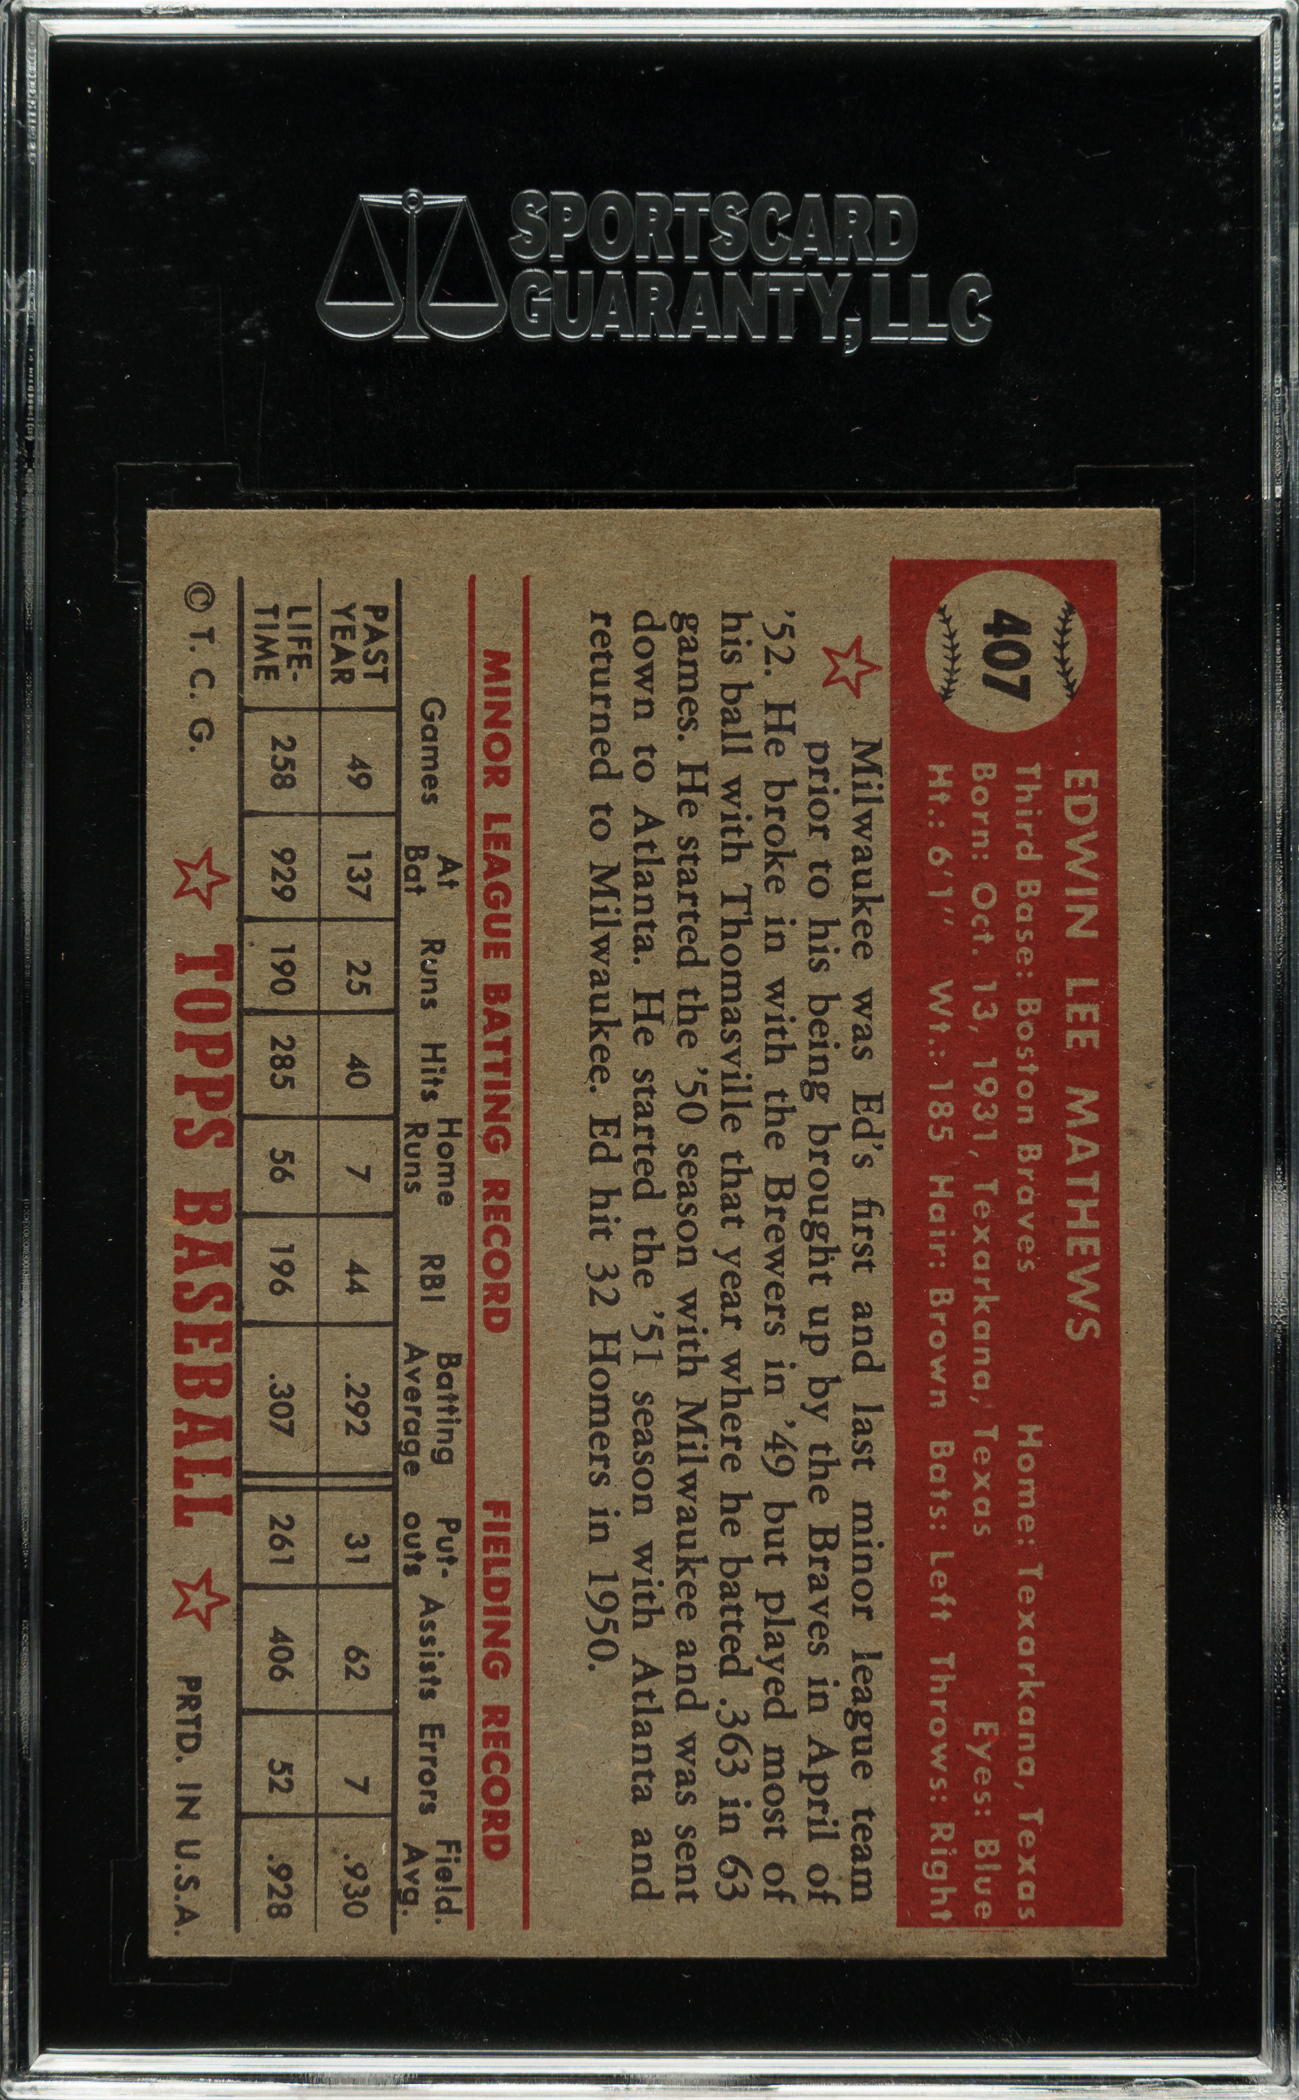 SPORTSCARD
GUARANTY, LLC
407
EDWIN LEE MATHEWS
Third Base: Boston Braves Home: Texarkana, Texas
Born: Oct. 13, 1931, Texarkana, Texas Eyes: Blue
Ht.: 6'1" Wt.: 185 Hair: Brown Bats: Left Throws: Right
Milwaukee was Ed's first and last minor league team
prior to his being brought up by the Braves in April of
'52. He broke in with the Brewers in '49 but played most of
his ball with Thomasville that year where he batted .363 in 63
games. He started the '50 season with Milwaukee and was sent
down to Atlanta. He started the '51 season with Atlanta and
returned to Milwaukee. Ed hit 32 Homers in 1950.
MINOR LEAGUE BATTING RECORD FIELDING RECORD
Games At Bat Runs Hits Home Runs RBI Batting Average Put-outs Assists Errors Field. Avg.
PAST YEAR 49 137 25 40 7 44 .292 31 62 7 .930
LIFE-TIME 258 929 190 285 56 196 .307 261 406 52 .928
© T. C. G. TOPPS BASEBALL PRTD. IN U.S.A.